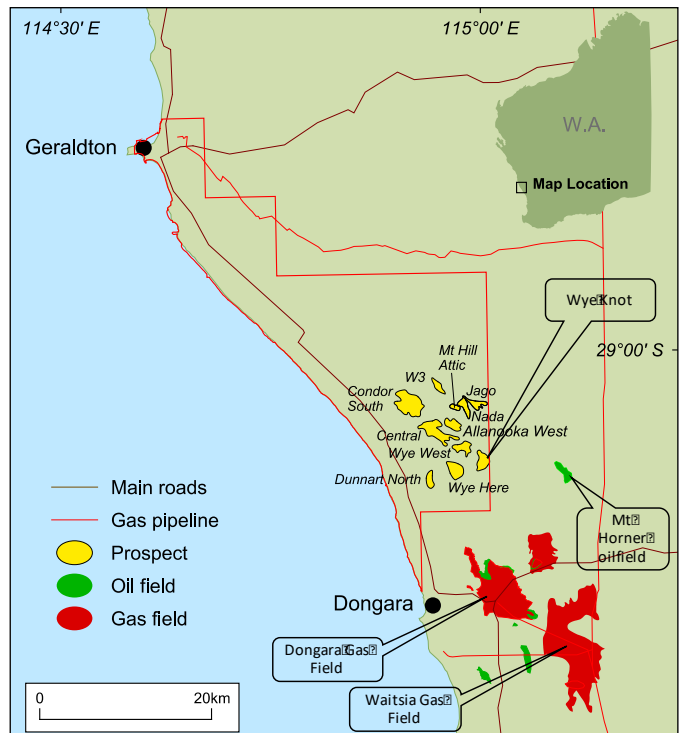 114°30' E
115°00' E
W.A.
Geraldton
Map Location
Wye Knot
29°00' S
Mt Hill
Attic
W3
Jago
Condor
South
Nada
Central
Allandooka West
Wye West
Dunnart North
Wye Here
Main roads
Gas pipeline
Prospect
Oil field
Gas field
Mt
Horner
oilfield
Dongara
Dongara Gas
Field
Waitsia Gas
Field
0
20km